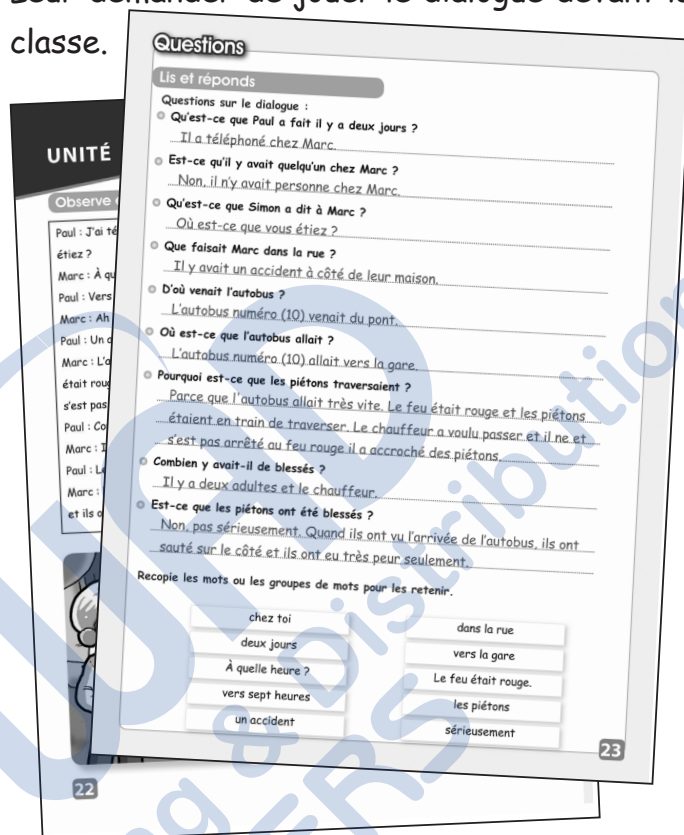 Leur demander de jouer le dialogue devant la
classe.
Questions
Lis et réponds
Questions sur le dialogue :
Qu'est-ce que Paul a fait il y a deux jours ?
Il a téléphoné chez Marc.
Est-ce qu'il y avait quelqu'un chez Marc ?
Non, il n'y avait personne chez Marc.
Qu'est-ce que Simon a dit à Marc ?
Où est-ce que vous étiez ?
Que faisait Marc dans la rue ?
Il y avait un accident à côté de leur maison.
D'où venait l'autobus ?
L'autobus numéro (10) venait du pont.
Où est-ce que l'autobus allait ?
L'autabus numéro (10) allait vers la gare.
Pourquoi est-ce que les piétons traversaient ?
Parce que l'autobus allait très vite. Le feu était rouge et les piétons
étaient en train de traverser. Le chauffeur a voulu passer et il ne et
s'est pas arrêté au feu rouge il a accroché des piétons.
Combien y avait-il de blessés ?
Il y a deux adultes et le chauffeur.
Est-ce que les piétons ont été blessés ?
Non, pas sérieusement. Quand ils ont vu l'arrivée de l'autobus, ils ont
sauté sur le côté et ils ont eu très peur seulement.
Recopie les mots ou les groupes de mots pour les retenir.
chez toi
deux jours
À quelle heure ?
vers sept heures
un accident
dans la rue
vers la gare
Le feu était rouge.
les piétons
sérieusement
23
UNITÉ
Observe
Paul : J'ai té
étiez ?
Marc : À qu
Paul : Vers
Marc : Ah
Paul : Un a
Marc : L'a
était roug
s'est pas
Paul : Co
Marc : I
Paul : Le
Marc :
et ils o
22